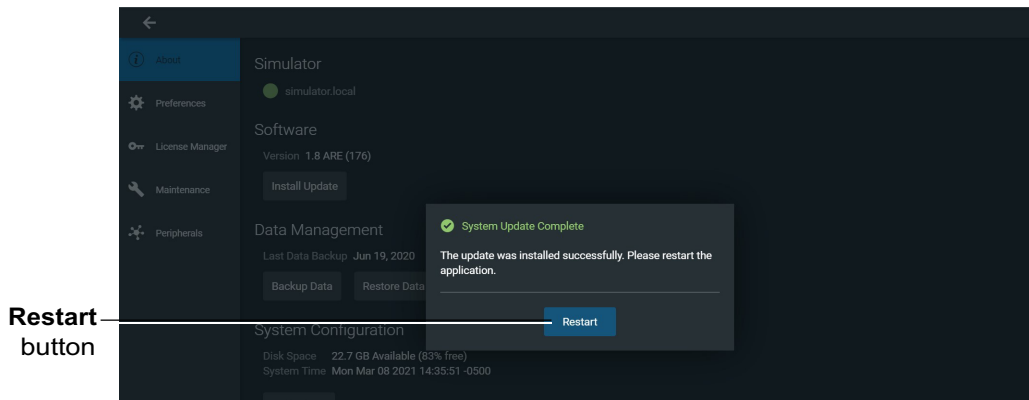 About
Simulator
simulator.local
Preferences
Software
License Manager
Version 1.8 ARE (176)
Install Update
Maintenance
System Update Complete
Peripherals
Data Management
The update was installed successfully. Please restart the
application.
Last Data Backup Jun 19, 2020
Backup Data
Restore Data
Restart
button
Restart
System Configuration
Disk Space 22.7 GB Available (83% free)
System Time Mon Mar 08 2021 14:35:51 -0500